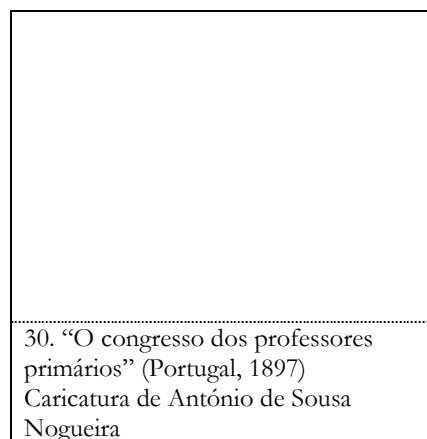 30. “O congresso dos professores
primários” (Portugal, 1897)
Caricatura de António de Sousa
Nogueira